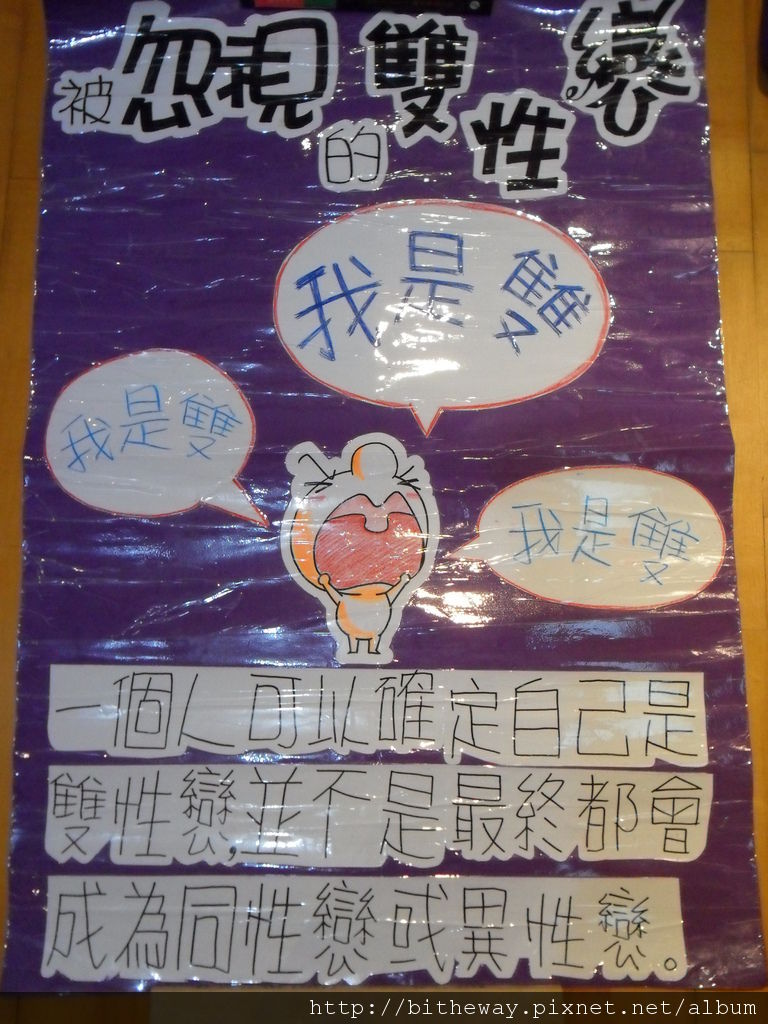 被忽視的雙性戀
我是雙
我是雙
我是雙
一個人可以確定自己是
雙性戀,並不是最終都會
成為同性戀或異性戀。
http://bitheway.pixnet.net/album